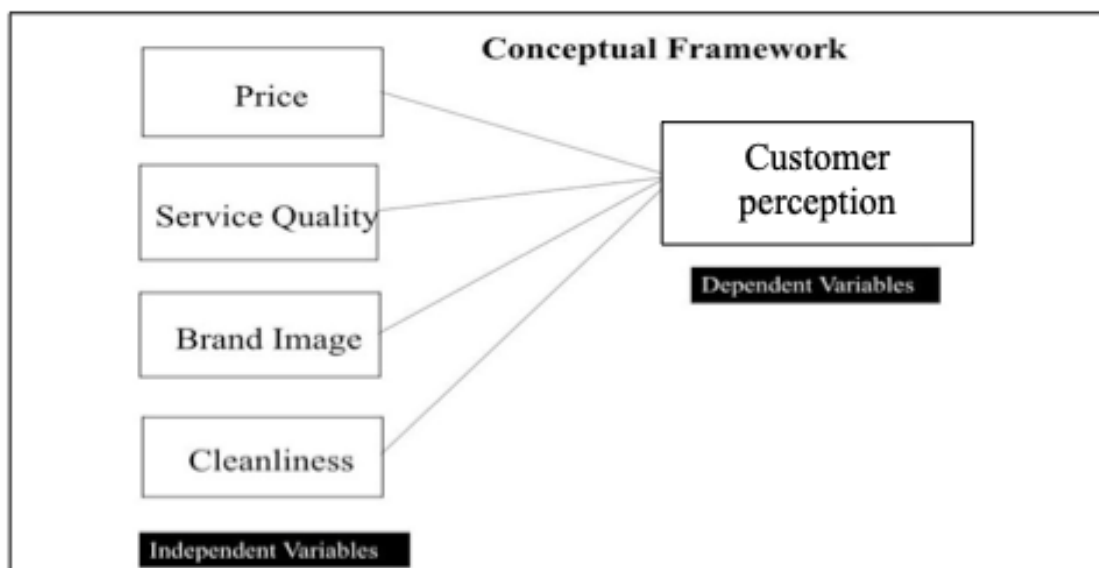 Conceptual Framework
Price
Service Quality
Brand Image
Cleanliness
Independent Variables
Customer
perception
Dependent Variables